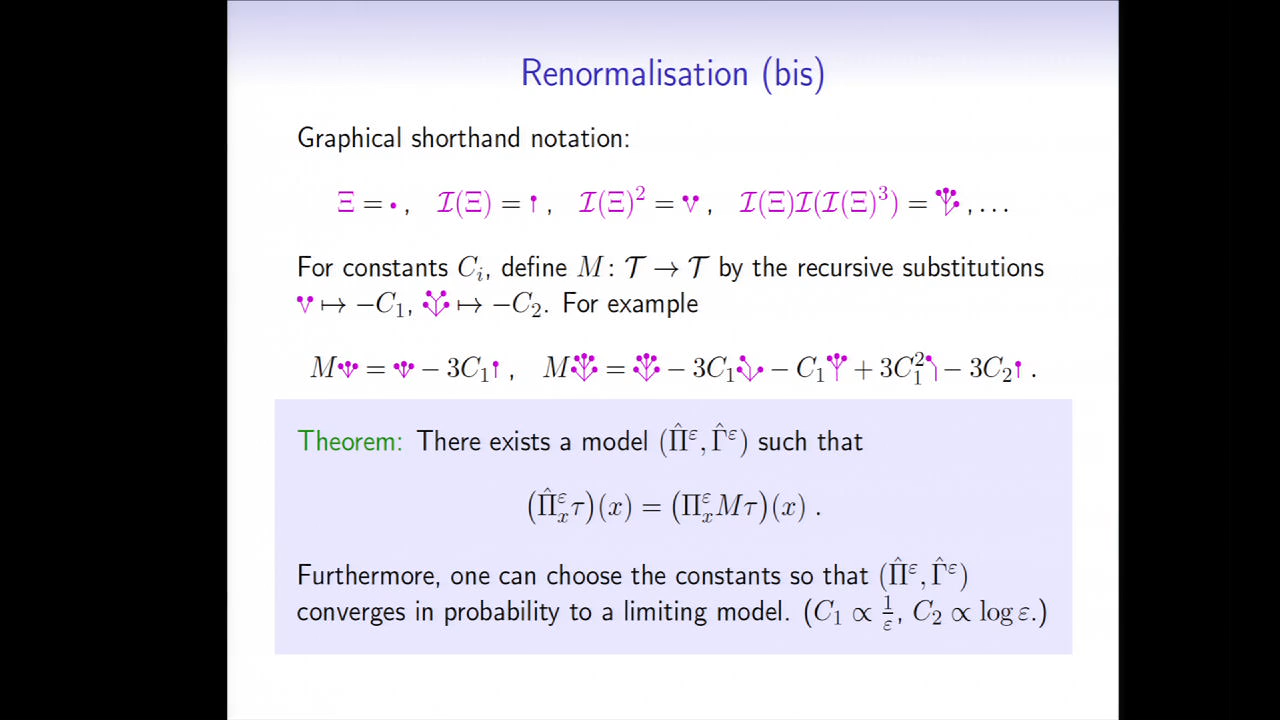 Renormalisation (bis)
Graphical shorthand notation:
Ξ = , 𝓘(Ξ) = , 𝓘(Ξ)² = , 𝓘(Ξ)𝓘(𝓘(Ξ)³) = , . . .
For constants Cᵢ, define M: 𝒯 → 𝒯 by the recursive substitutions
↦ −C₁, ↦ −C₂. For example
M = − 3C₁ , M = − 3C₁ − C₁ + 3C₁² − 3C₂ .
Theorem: There exists a model (Π̂ᵋ, Γ̂ᵋ) such that
(Π̂ₓᵋτ)(x) = (ΠₓᵋMτ)(x) .
Furthermore, one can choose the constants so that (Π̂ᵋ, Γ̂ᵋ)
converges in probability to a limiting model. (C₁ ∝ 1/ε, C₂ ∝ log ε.)